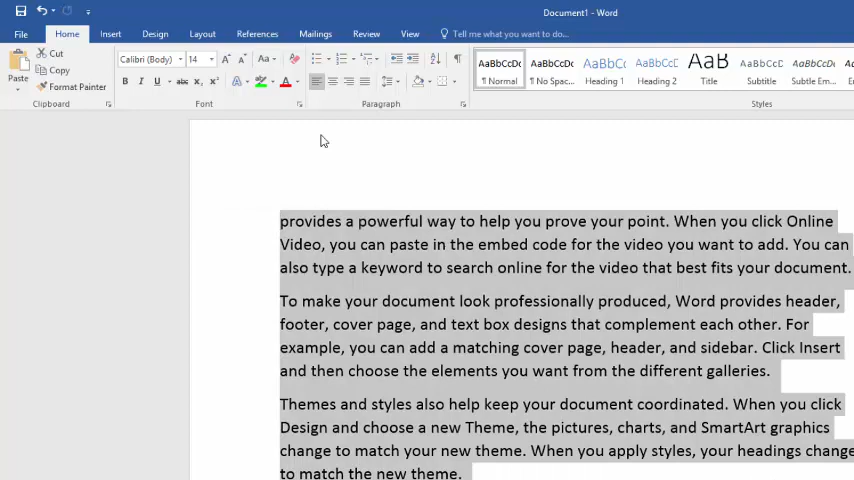 Document1 - Word
File Home Insert Design Layout References Mailings Review View Tell me what you want to do...
Paste
Cut
Copy
Format Painter
Clipboard
Calibri (Body) 14
Font
Paragraph
AaBbCcDc AaBbCcDc AaBbCc AaBbCcD AaBb AaBbCcD AaBbCcDc
¶ Normal ¶ No Spac... Heading 1 Heading 2 Title Subtitle Subtle Em...
Styles
provides a powerful way to help you prove your point. When you click Online
Video, you can paste in the embed code for the video you want to add. You can
also type a keyword to search online for the video that best fits your document.
To make your document look professionally produced, Word provides header,
footer, cover page, and text box designs that complement each other. For
example, you can add a matching cover page, header, and sidebar. Click Insert
and then choose the elements you want from the different galleries.
Themes and styles also help keep your document coordinated. When you click
Design and choose a new Theme, the pictures, charts, and SmartArt graphics
change to match your new theme. When you apply styles, your headings change
to match the new theme.